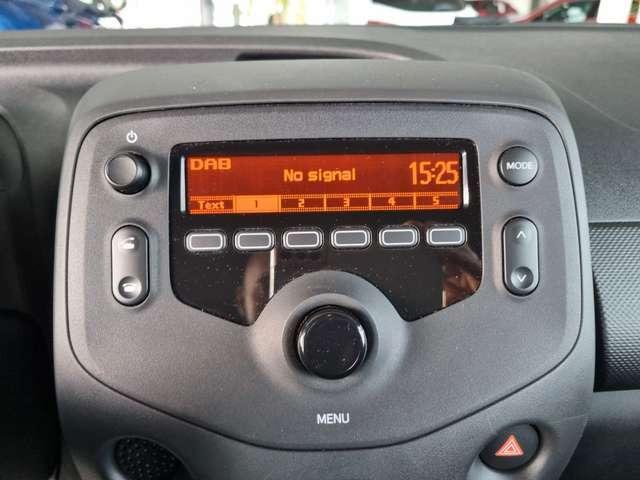 DAB
No signal
15:25
MODE
Text 1 2 3 4 5
MENU